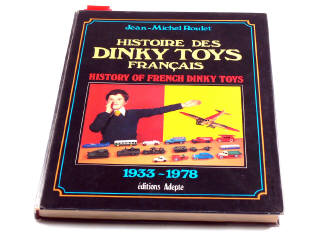 Jean-Michel Roulet
HISTOIRE DES
DINKY TOYS
FRANÇAIS
HISTORY OF FRENCH DINKY TOYS
1933-1978
éditions Adepte